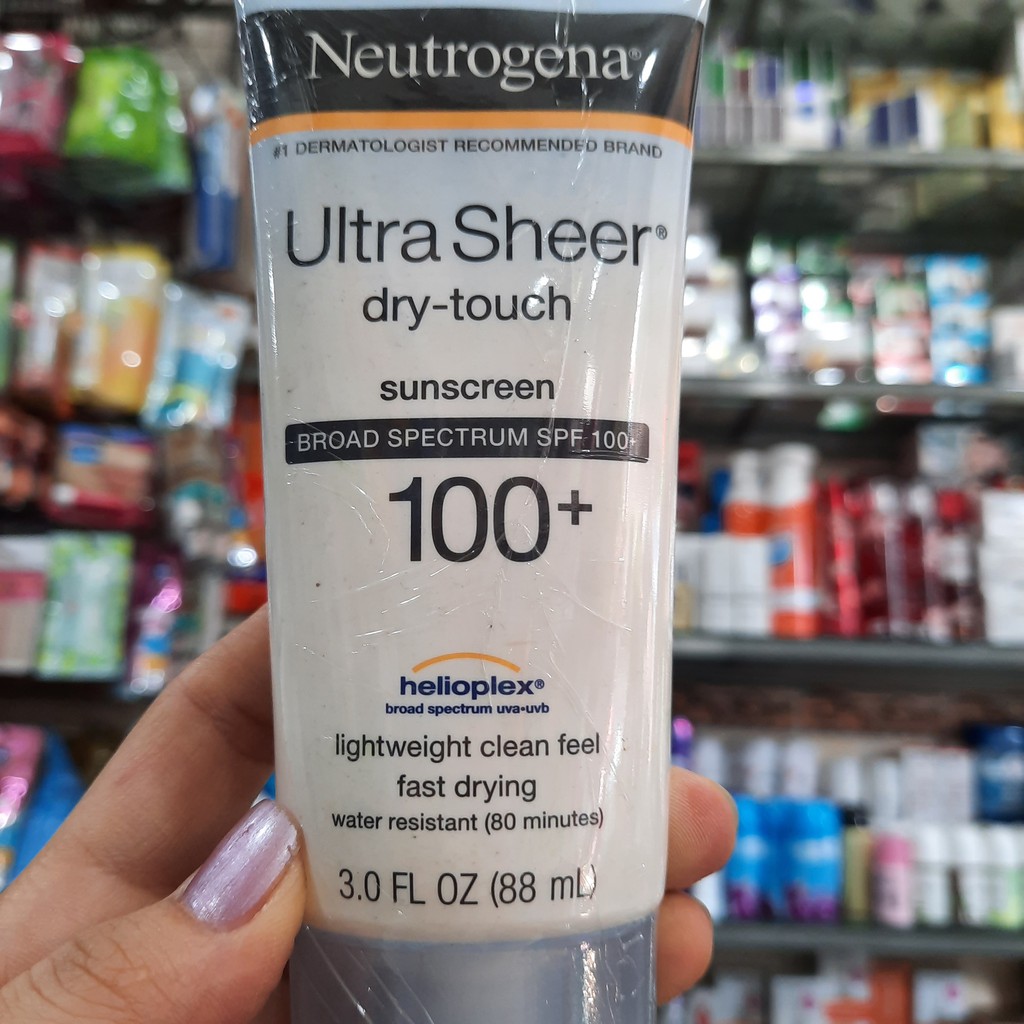 Neutrogena®
#1 DERMATOLOGIST RECOMMENDED BRAND
Ultra Sheer®
dry-touch
sunscreen
BROAD SPECTRUM SPF 100+
100+
helioplex®
broad spectrum uva•uvb
lightweight clean feel
fast drying
water resistant (80 minutes)
3.0 FL OZ (88 mL)